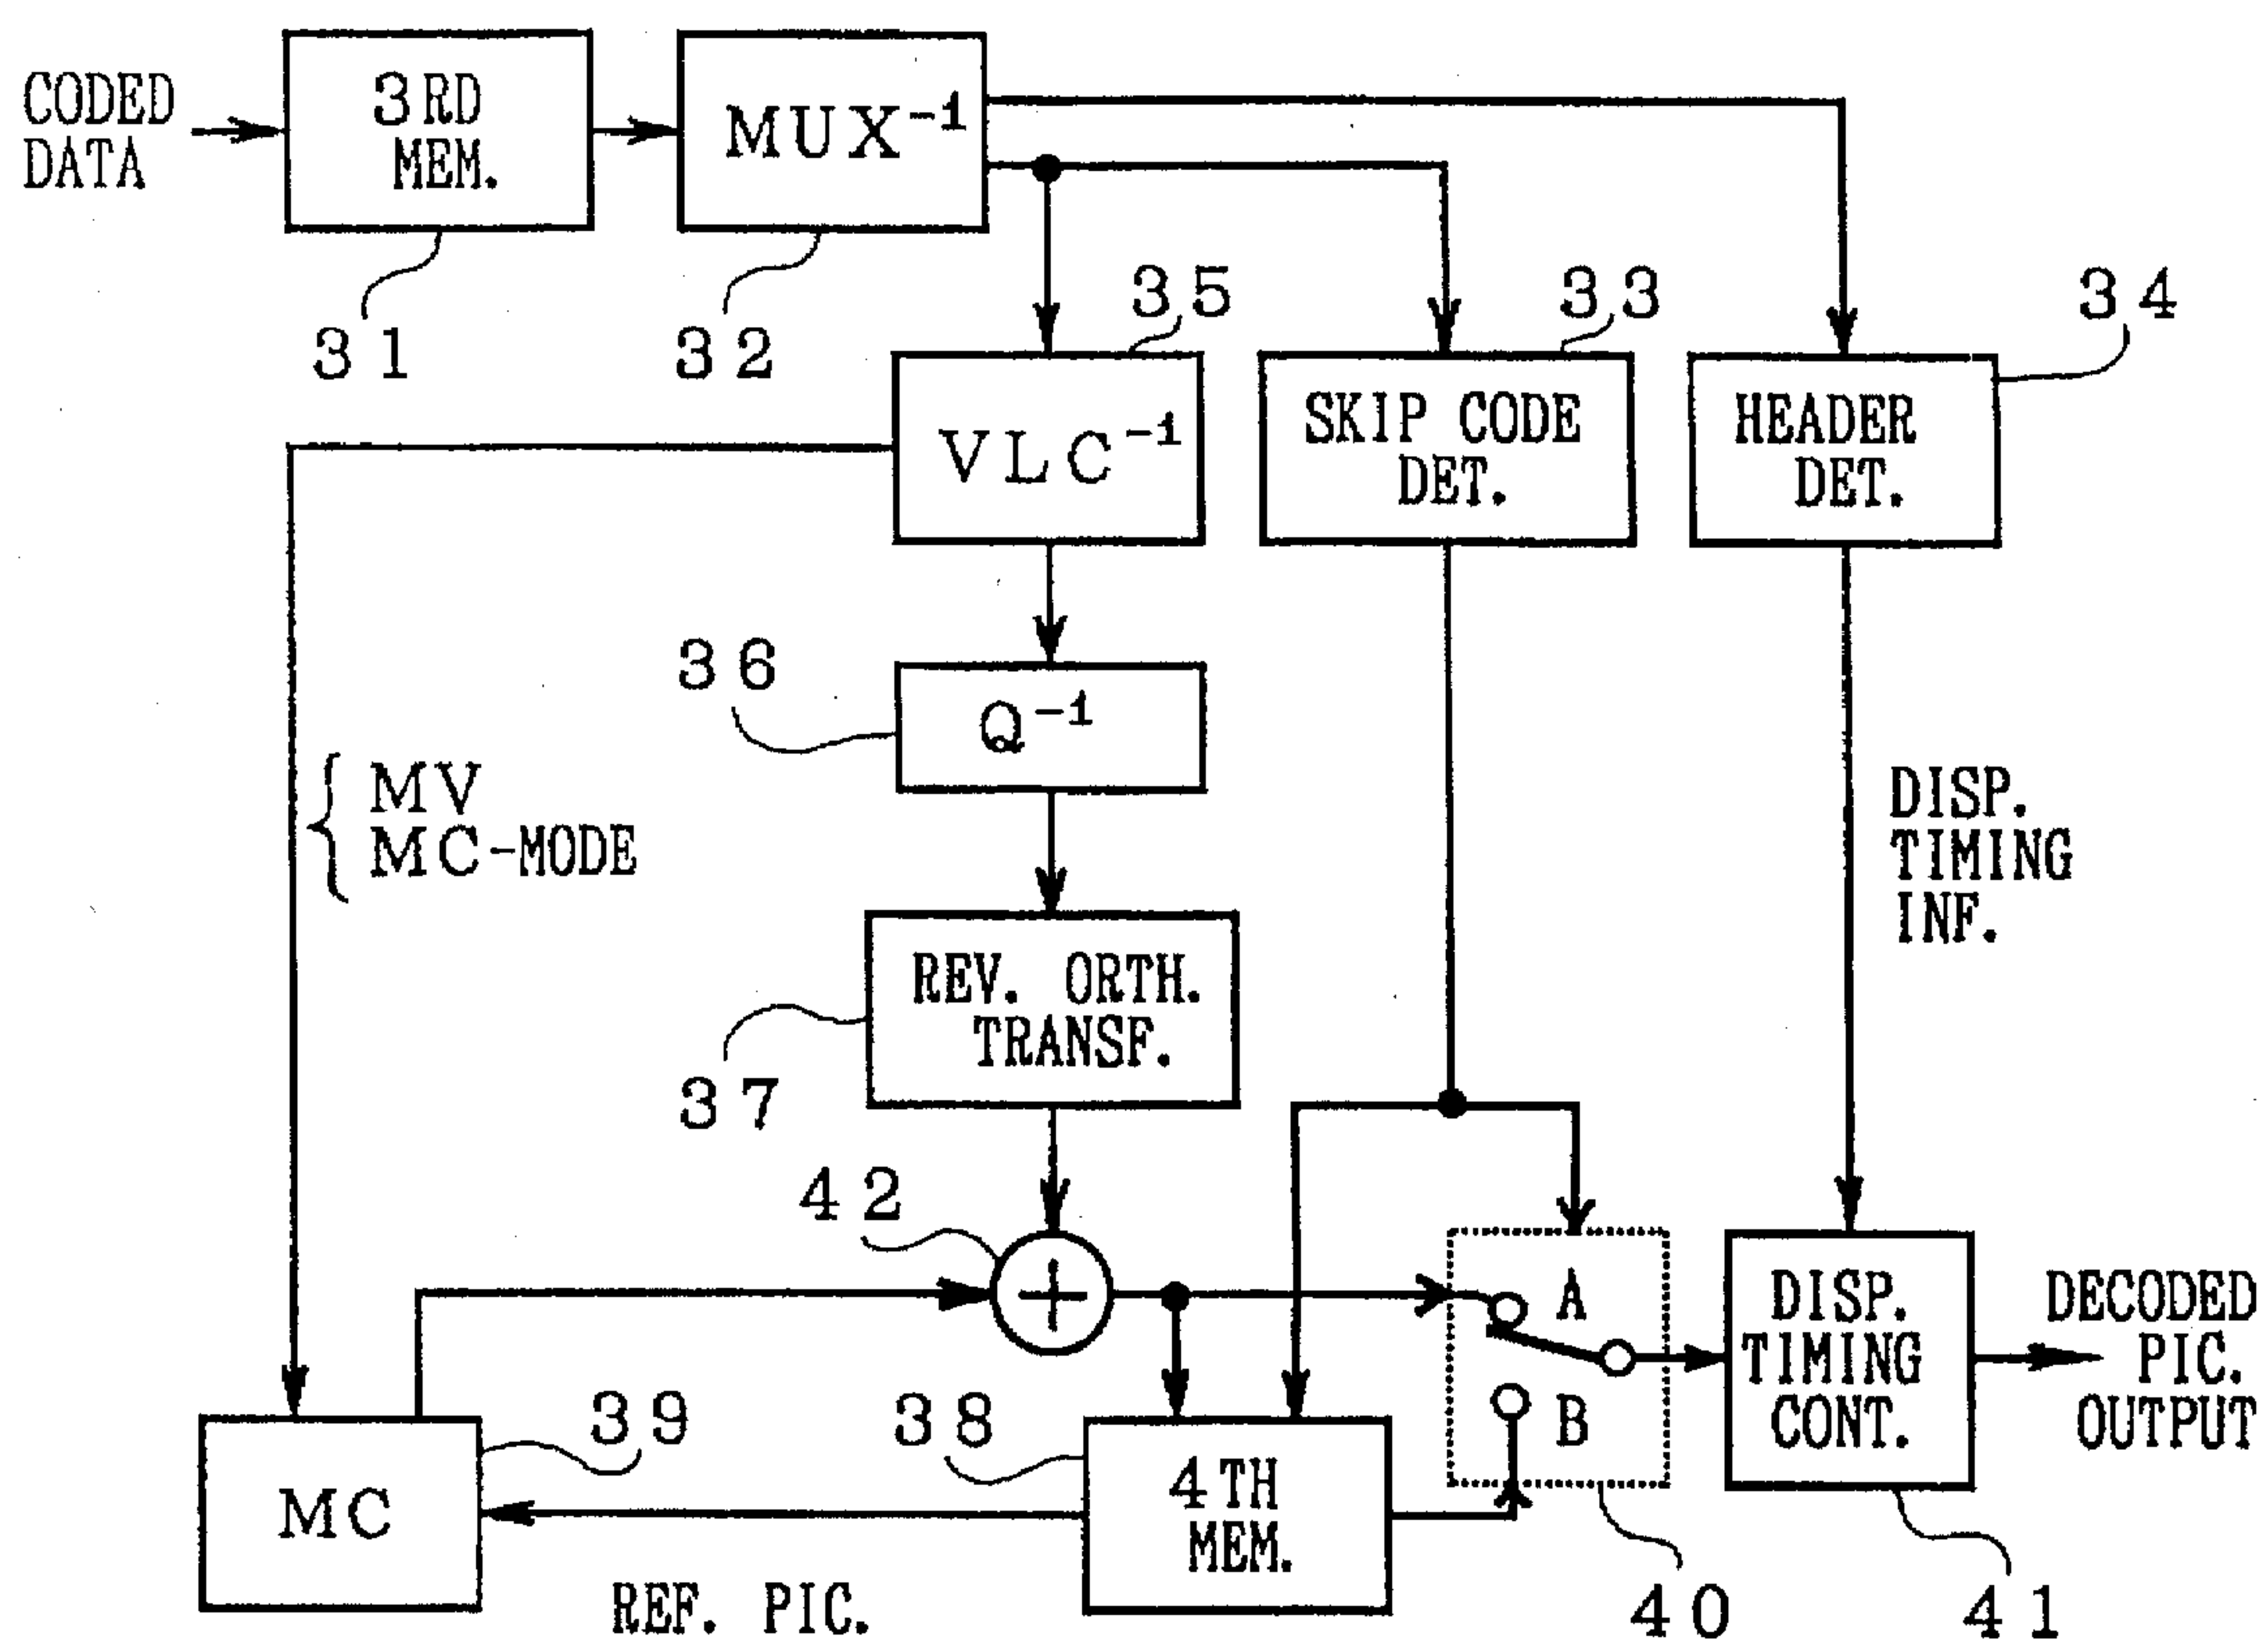 CODED
DATA
3RD
MEM.
MUX⁻¹
31
32
35
33
34
VLC⁻¹
SKIP CODE
DET.
HEADER
DET.
36
Q⁻¹
MV
MC-MODE
DISP.
TIMING
INF.
REV. ORTH.
TRANSF.
37
42
A
B
DISP.
TIMING
CONT.
DECODED
PIC.
OUTPUT
39
38
MC
4TH
MEM.
REF. PIC.
40
41